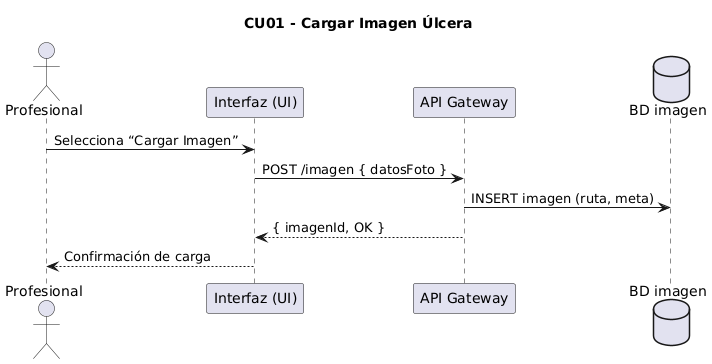 CU01 - Cargar Imagen Úlcera
Profesional
Interfaz (UI)
API Gateway
BD imagen
Selecciona “Cargar Imagen”
POST /imagen { datosFoto }
INSERT imagen (ruta, meta)
{ imagenId, OK }
Confirmación de carga
Profesional
Interfaz (UI)
API Gateway
BD imagen